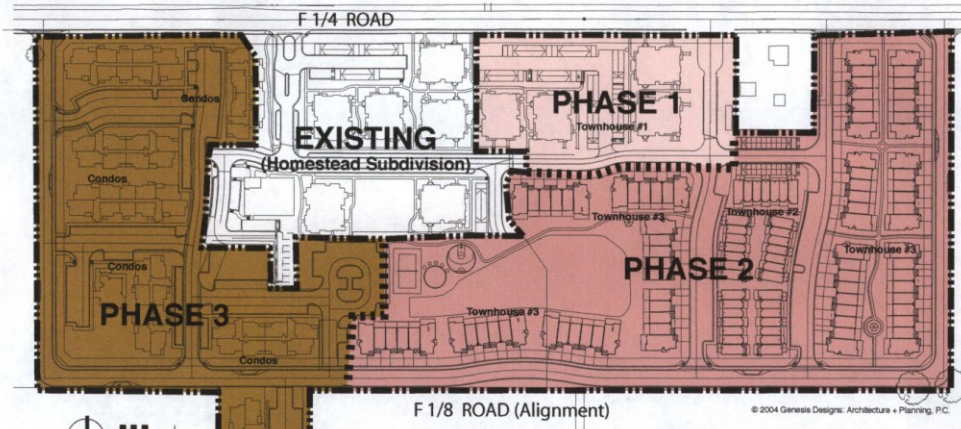 F 1/4 ROAD
Condos
PHASE 1
Townhouse #1
EXISTING
(Homestead Subdivision)
Condos
Townhouse #3
Townhouse #2
Townhouse #3
Condos
PHASE 2
PHASE 3
Townhouse #3
Condos
F 1/8 ROAD (Alignment)
© 2004 Genesis Designs: Architecture + Planning, P.C.